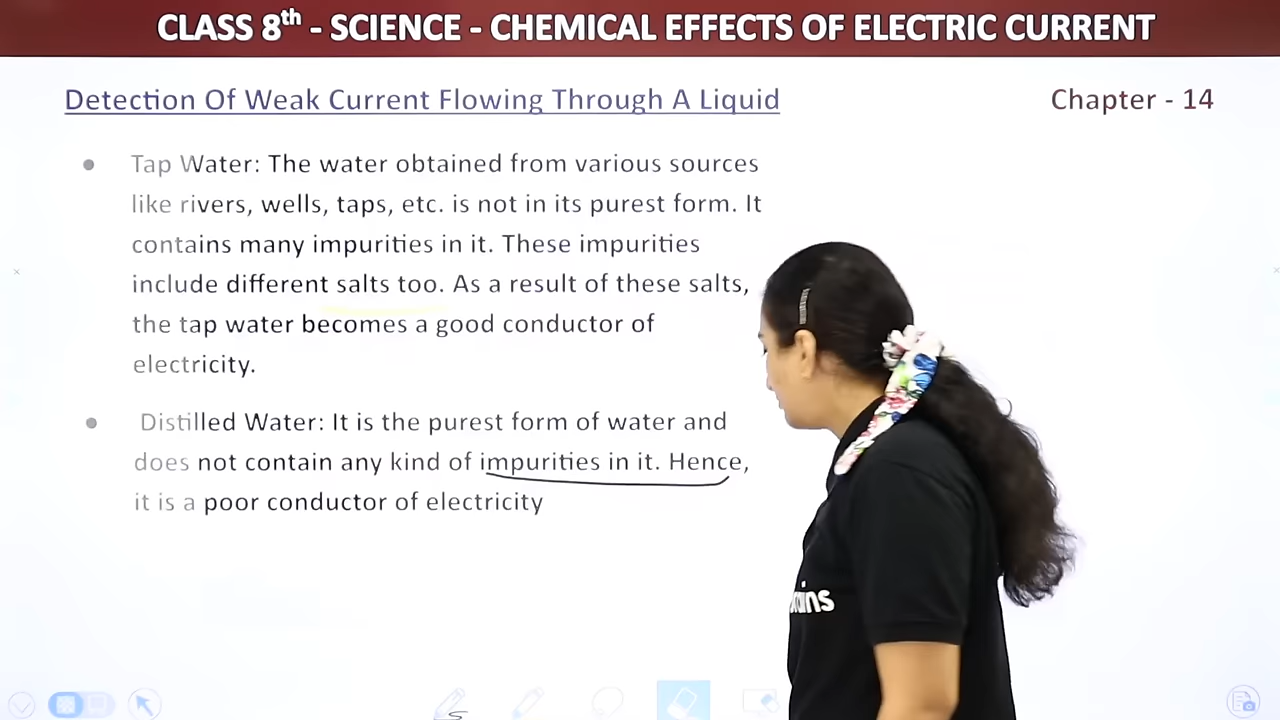 CLASS 8th - SCIENCE - CHEMICAL EFFECTS OF ELECTRIC CURRENT
Detection Of Weak Current Flowing Through A Liquid
Chapter - 14
Tap Water: The water obtained from various sources
like rivers, wells, taps, etc. is not in its purest form. It
contains many impurities in it. These impurities
include different salts too. As a result of these salts,
the tap water becomes a good conductor of
electricity.
Distilled Water: It is the purest form of water and
does not contain any kind of impurities in it. Hence,
it is a poor conductor of electricity